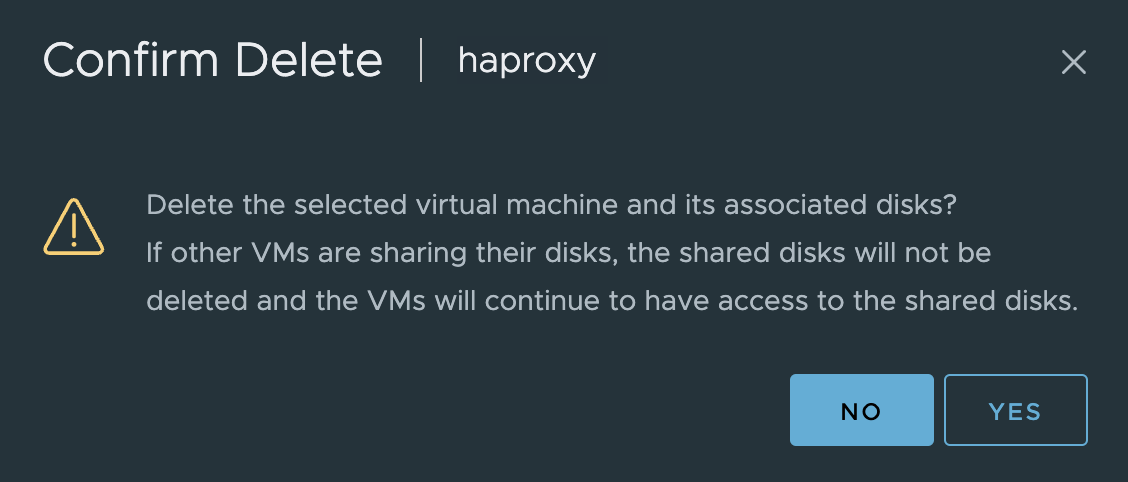 Confirm Delete | haproxy
Delete the selected virtual machine and its associated disks?
If other VMs are sharing their disks, the shared disks will not be
deleted and the VMs will continue to have access to the shared disks.
NO YES